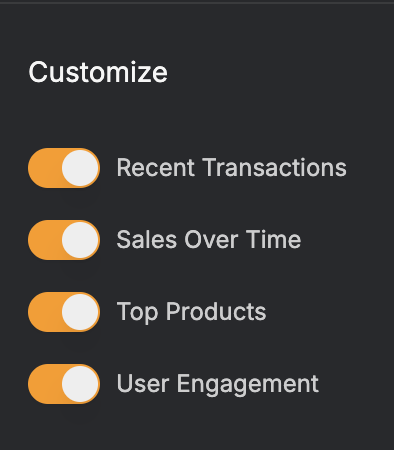 Customize
Recent Transactions
Sales Over Time
Top Products
User Engagement